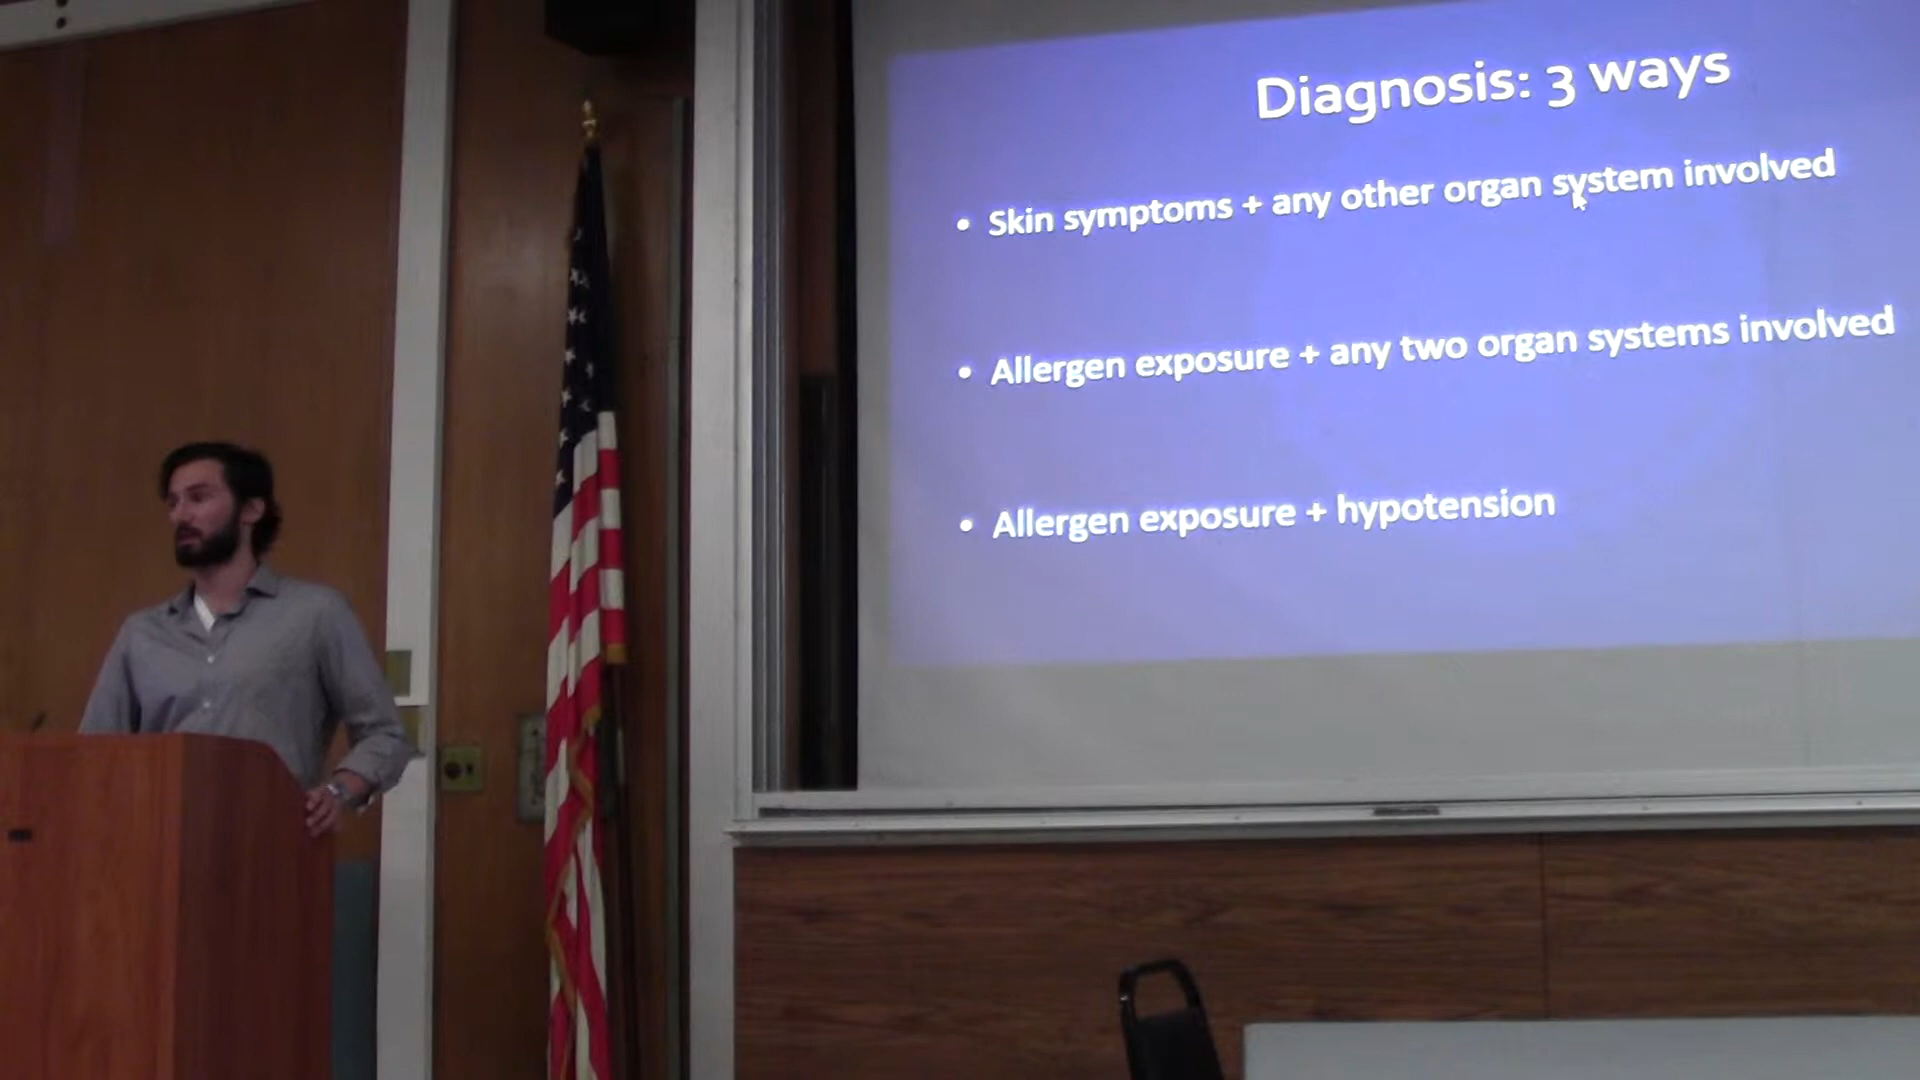 Diagnosis: 3 ways
• Skin symptoms + any other organ system involved
• Allergen exposure + any two organ systems involved
• Allergen exposure + hypotension